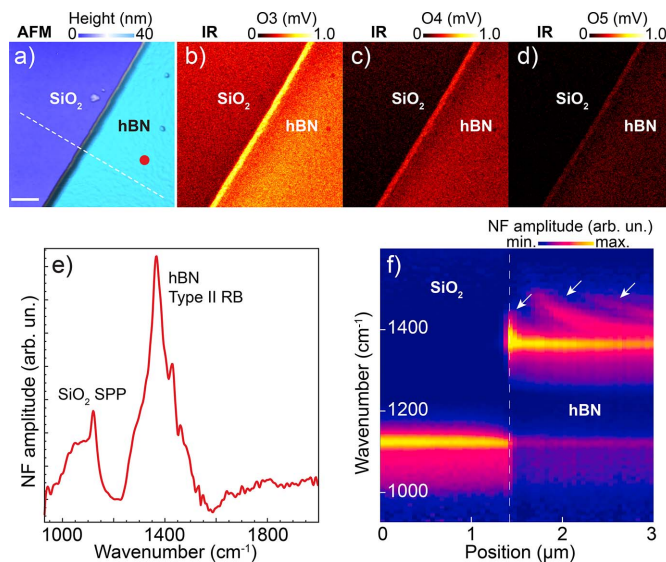 AFM Height (nm) 0 40
IR O3 (mV) 0 1.0
IR O4 (mV) 0 1.0
IR O5 (mV) 0 1.0
a) SiO₂ hBN
b) SiO₂ hBN
c) SiO₂ hBN
d) SiO₂ hBN
e)
hBN
Type II RB
SiO₂ SPP
NF amplitude (arb. un.)
1000 1400 1800
Wavenumber (cm⁻¹)
NF amplitude (arb. un.)
min. max.
f) SiO₂
hBN
Wavenumber (cm⁻¹)
1400
1200
1000
0 1 2 3
Position (µm)